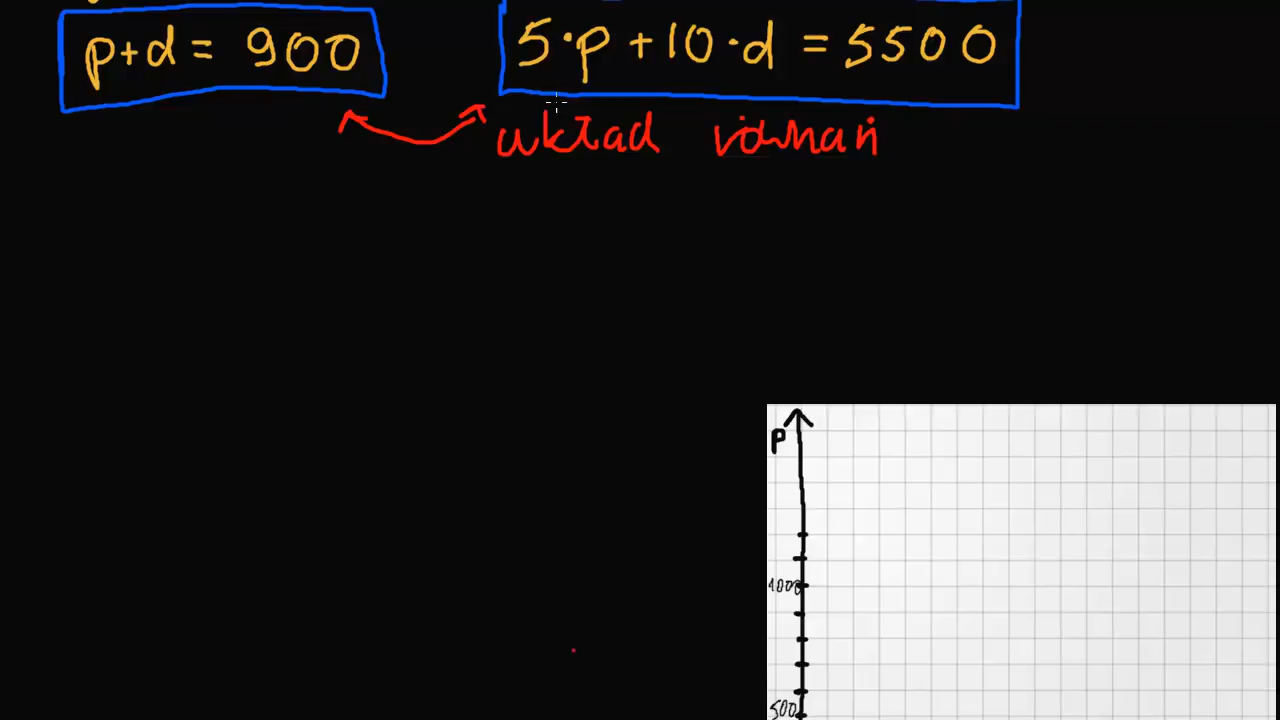 p+d = 900
5·p + 10·d = 5500
układ równań
P
1000
500